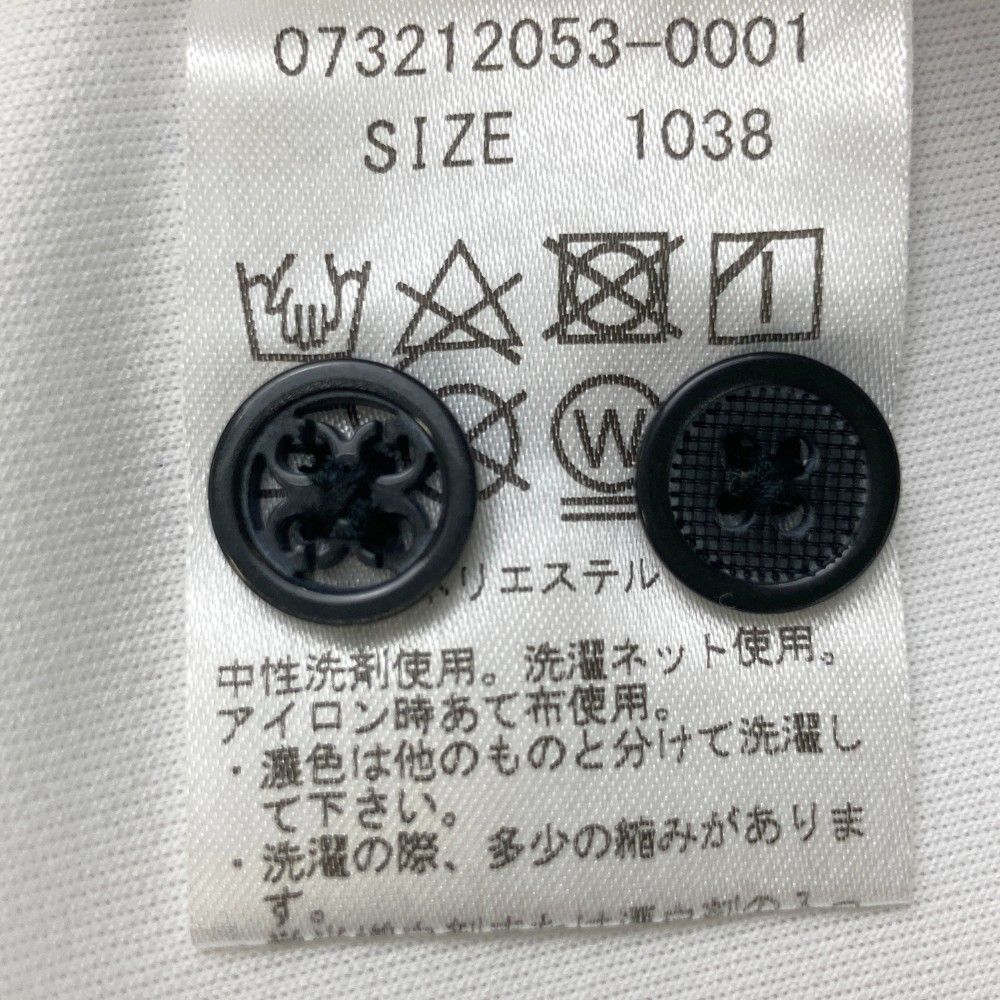 073212053-0001
SIZE 1038
W
リエステル
中性洗剤使用。洗濯ネット使用。
アイロン時あて布使用。
・濃色は他のものと分けて洗濯し
て下さい。
・洗濯の際、多少の縮みがありま
す。